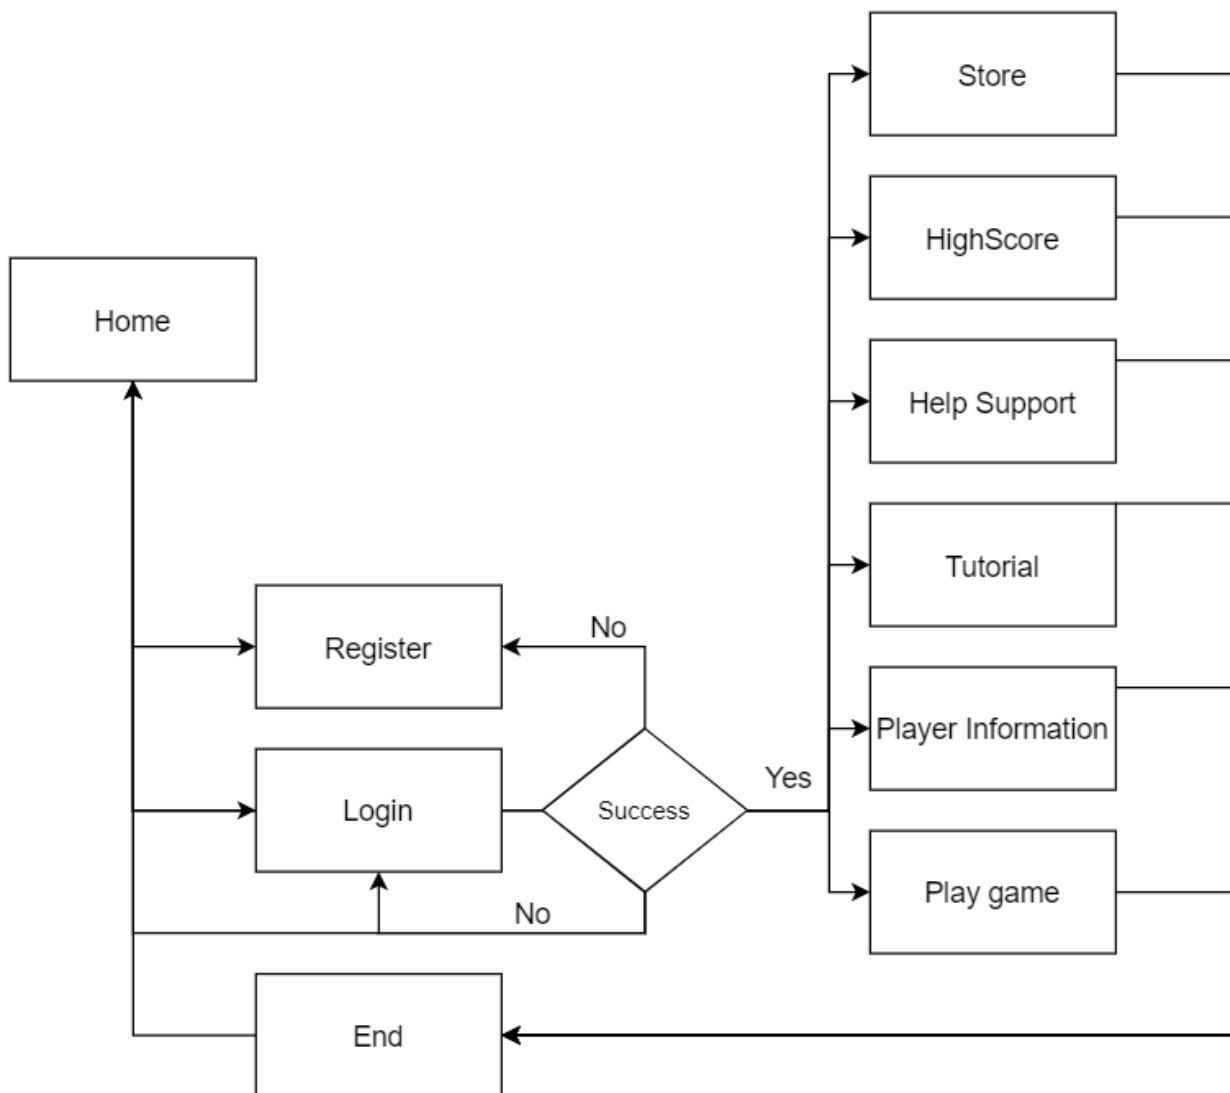 Store
HighScore
Home
Help Support
Tutorial
No
Register
Player Information
Yes
Login
Success
Play game
No
End